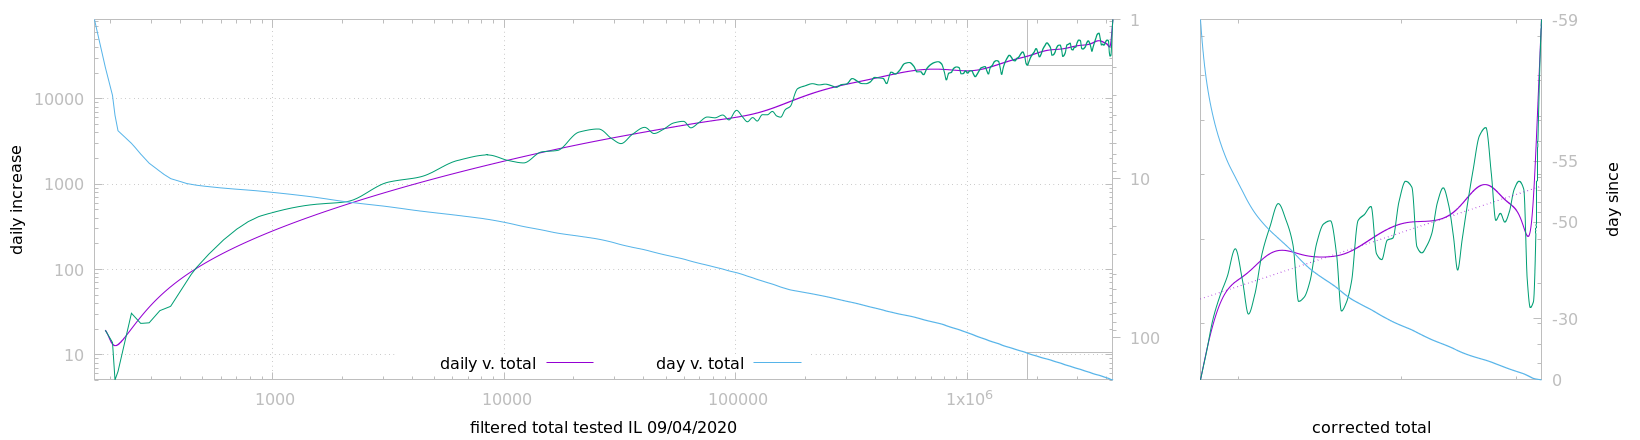 daily increase
10000
1000
100
10
1000
10000
100000
1x10⁶
1
10
100
daily v. total
day v. total
filtered total tested IL 09/04/2020
-59
-55
-50
-30
0
day since
corrected total